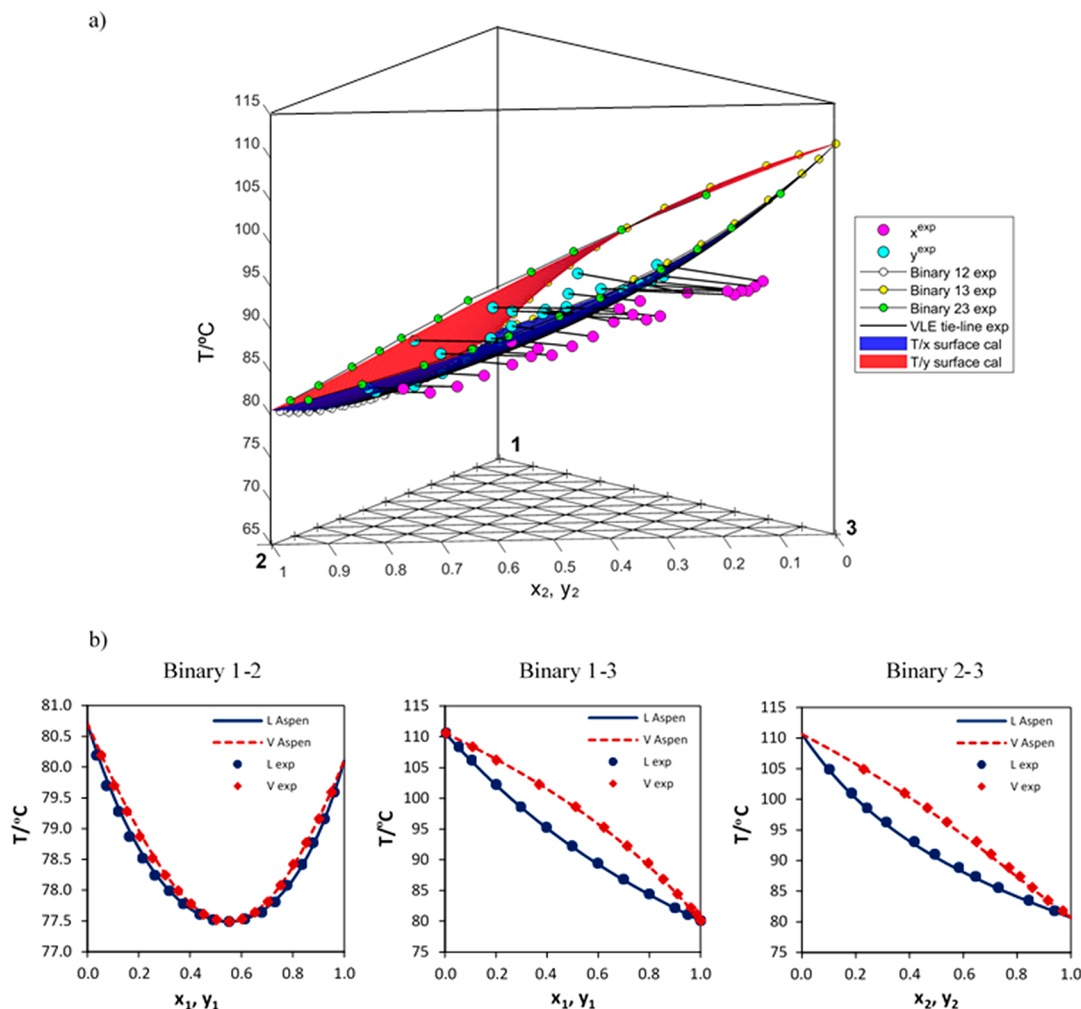 a)
115
110
105
100
95
90
85
80
75
70
65
T/ºC
1
2
3
1
0.9
0.8
0.7
0.6
0.5
0.4
0.3
0.2
0.1
0
x2, y2
x^exp
y^exp
Binary 12 exp
Binary 13 exp
Binary 23 exp
VLE tie-line exp
T/x surface cal
T/y surface cal
b)
Binary 1-2
81.0
80.5
80.0
79.5
79.0
78.5
78.0
77.5
77.0
T/ºC
L Aspen
V Aspen
L exp
V exp
0.0 0.2 0.4 0.6 0.8 1.0
x1, y1
Binary 1-3
115
110
105
100
95
90
85
80
75
T/ºC
L Aspen
V Aspen
L exp
V exp
0.0 0.2 0.4 0.6 0.8 1.0
x1, y1
Binary 2-3
115
110
105
100
95
90
85
80
75
T/ºC
L Aspen
V Aspen
L exp
V exp
0.0 0.2 0.4 0.6 0.8 1.0
x2, y2